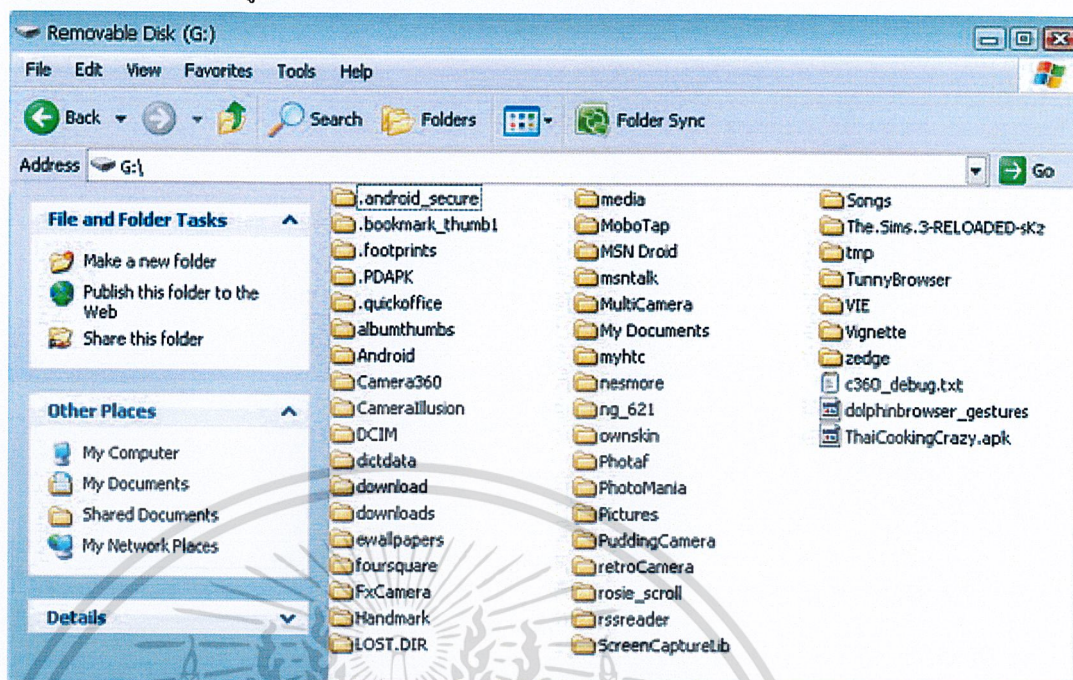 Removable Disk (G:)
File Edit View Favorites Tools Help
Back Search Folders Folder Sync
Address G:\ Go
File and Folder Tasks
Make a new folder
Publish this folder to the
Web
Share this folder
Other Places
My Computer
My Documents
Shared Documents
My Network Places
Details
.android_secure
.bookmark_thumb1
.footprints
.PDAPK
.quickoffice
albumthumbs
Android
Camera360
CameraIllusion
DCIM
dictdata
download
downloads
ewallpapers
foursquare
FxCamera
Handmark
LOST.DIR
media
MoboTap
MSN Droid
msntalk
MultiCamera
My Documents
myhtc
nesmore
ng_621
ownskin
Photaf
PhotoMania
Pictures
PuddingCamera
retroCamera
rosie_scroll
rssreader
ScreenCaptureLib
Songs
The.Sims.3-RELOADED-sKz
tmp
TunnyBrowser
VIE
Vignette
zedge
c360_debug.txt
dolphinbrowser_gestures
ThaiCookingCrazy.apk